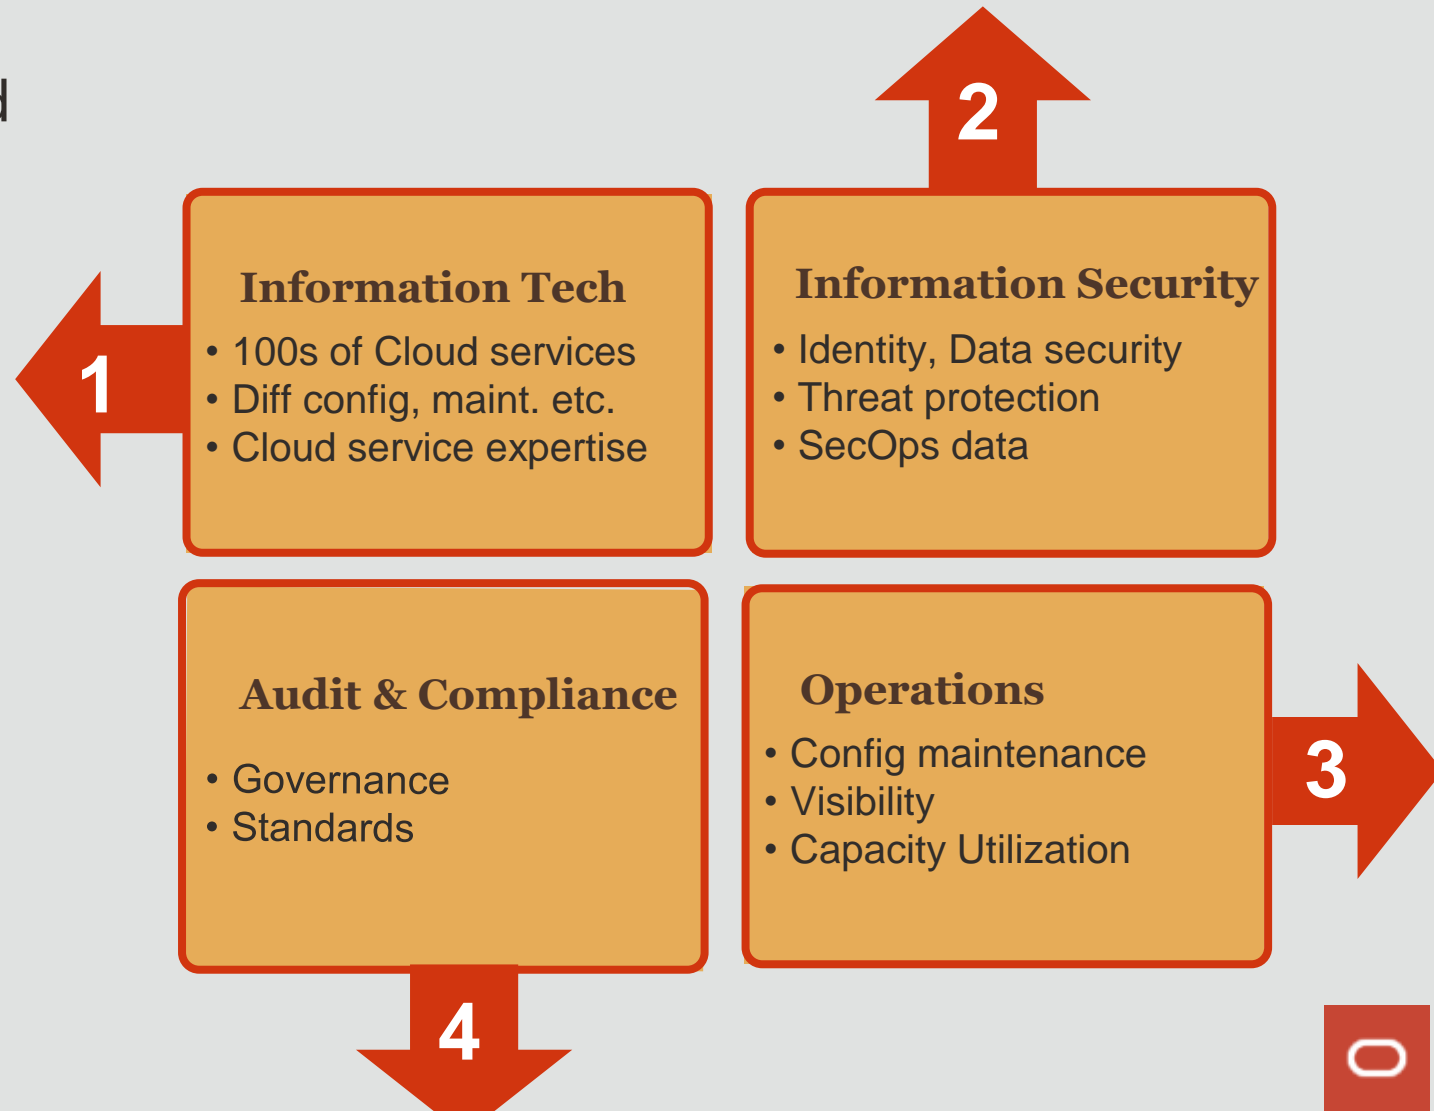 2
1
Information Tech
• 100s of Cloud services
• Diff config, maint. etc.
• Cloud service expertise
Information Security
• Identity, Data security
• Threat protection
• SecOps data
Audit & Compliance
• Governance
• Standards
Operations
• Config maintenance
• Visibility
• Capacity Utilization
3
4